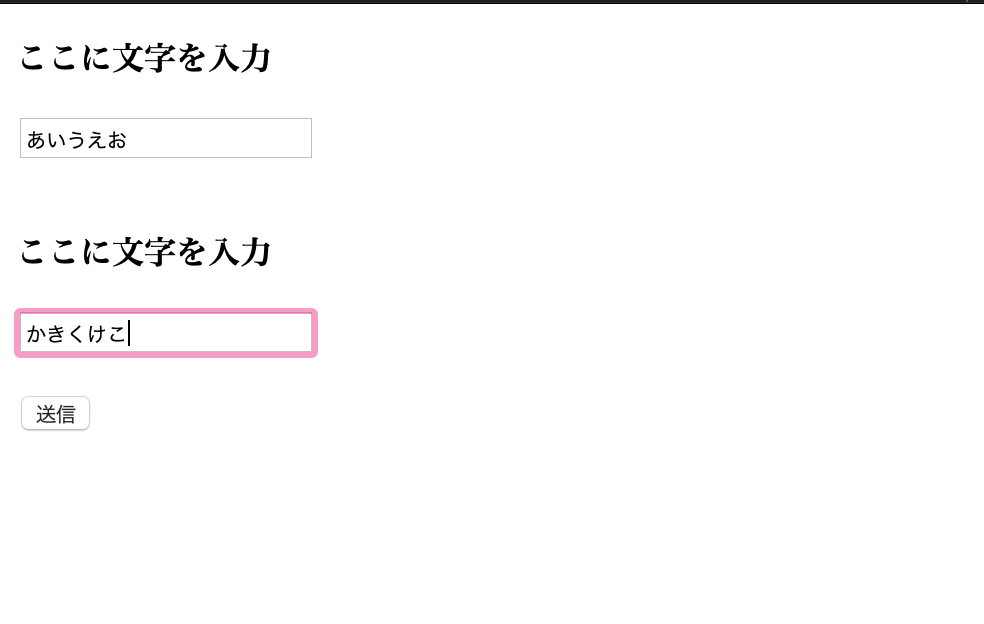 ここに文字を入力
あいうえお
ここに文字を入力
かきくけこ
送信